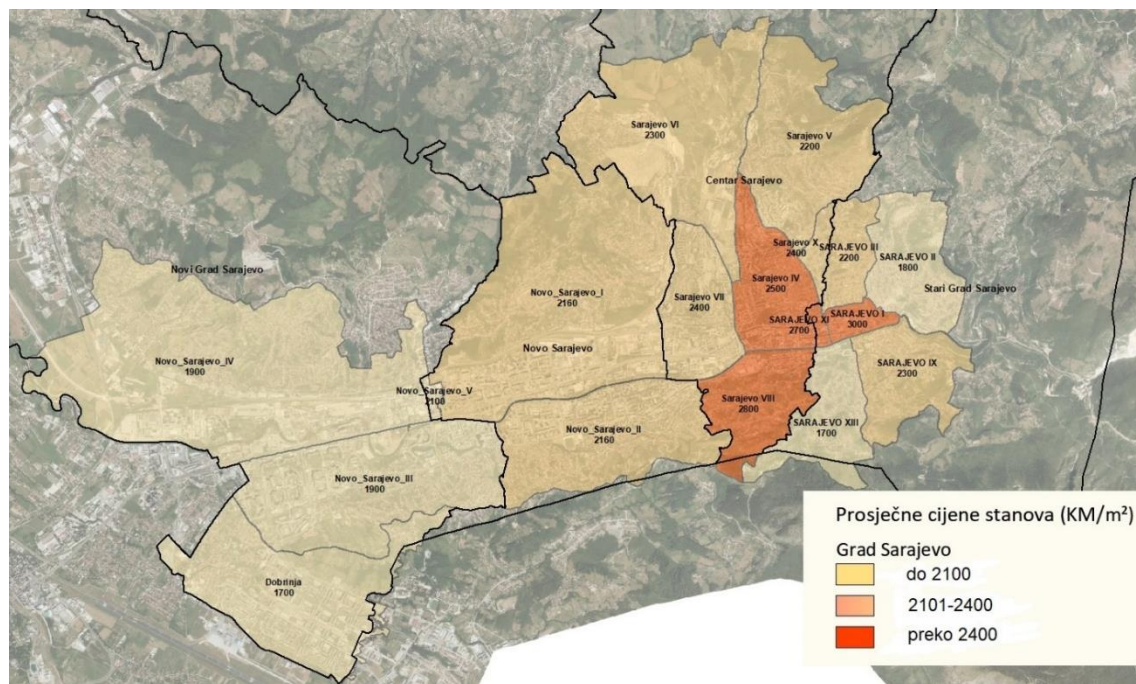 Sarajevo VI
2300
Sarajevo V
2200
Centar Sarajevo
Sarajevo X
2400
SARAJEVO III
2200
SARAJEVO II
1800
Stari Grad Sarajevo
Novi Grad Sarajevo
Novo_Sarajevo_I
2160
Sarajevo VII
2400
Sarajevo IV
2500
SARAJEVO XI
2700
SARAJEVO I
3000
Novo Sarajevo
Novo_Sarajevo_IV
1900
Novo_Sarajevo_V
2100
SARAJEVO IX
2300
Sarajevo VIII
2800
SARAJEVO XIII
1700
Novo_Sarajevo_II
2160
Novo_Sarajevo_III
1900
Dobrinja
1700
Prosječne cijene stanova (KM/m²)
Grad Sarajevo
do 2100
2101-2400
preko 2400